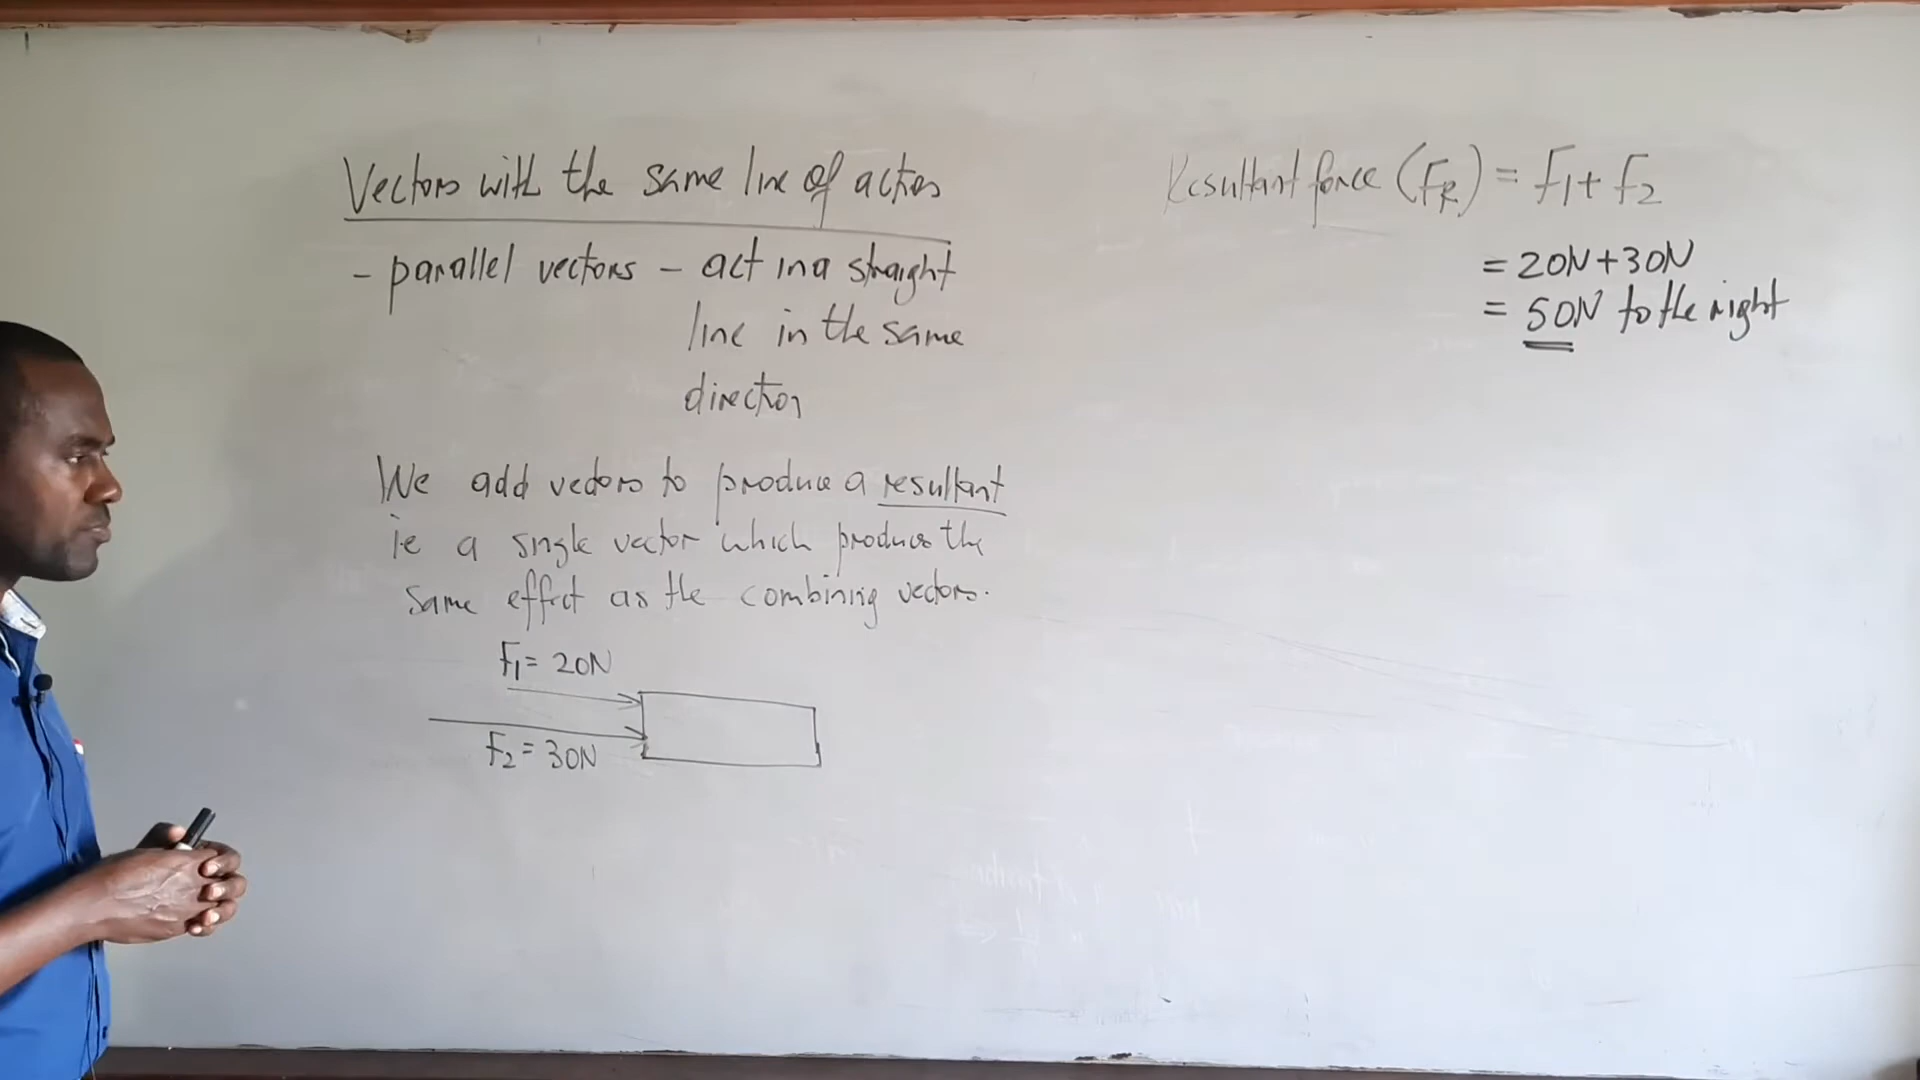 Vectors with the same line of action
- parallel vectors - act in a straight
line in the same
direction
We add vectors to produce a resultant
ie a single vector which produces the
same effect as the combining vectors.
F1 = 20N
F2 = 30N
Resultant force (FR) = F1 + F2
= 20N + 30N
= 50N to the right